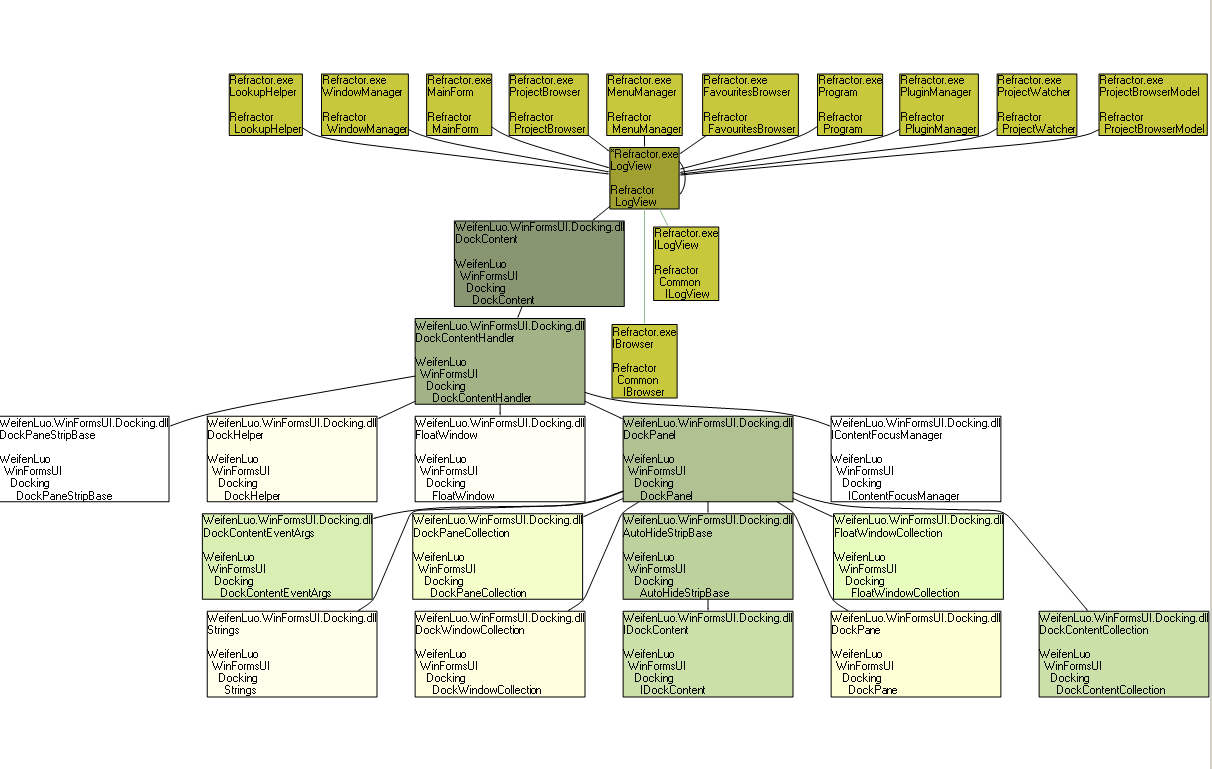 Refractor.exe
LookupHelper
Refractor
LookupHelper
Refractor.exe
WindowManager
Refractor
WindowManager
Refractor.exe
MainForm
Refractor
MainForm
Refractor.exe
ProjectBrowser
Refractor
ProjectBrowser
Refractor.exe
MenuManager
Refractor
MenuManager
Refractor.exe
FavouritesBrowser
Refractor
FavouritesBrowser
Refractor.exe
Program
Refractor
Program
Refractor.exe
PluginManager
Refractor
PluginManager
Refractor.exe
ProjectWatcher
Refractor
ProjectWatcher
Refractor.exe
ProjectBrowserModel
Refractor
ProjectBrowserModel
*Refractor.exe
LogView
Refractor
LogView
WeifenLuo.WinFormsUI.Docking.dll
DockContent
WeifenLuo
WinFormsUI
Docking
DockContent
Refractor.exe
ILogView
Refractor
Common
ILogView
WeifenLuo.WinFormsUI.Docking.dll
DockContentHandler
WeifenLuo
WinFormsUI
Docking
DockContentHandler
Refractor.exe
IBrowser
Refractor
Common
IBrowser
WeifenLuo.WinFormsUI.Docking.dll
DockPaneStripBase
WeifenLuo
WinFormsUI
Docking
DockPaneStripBase
WeifenLuo.WinFormsUI.Docking.dll
DockHelper
WeifenLuo
WinFormsUI
Docking
DockHelper
WeifenLuo.WinFormsUI.Docking.dll
FloatWindow
WeifenLuo
WinFormsUI
Docking
FloatWindow
WeifenLuo.WinFormsUI.Docking.dll
DockPanel
WeifenLuo
WinFormsUI
Docking
DockPanel
WeifenLuo.WinFormsUI.Docking.dll
IContentFocusManager
WeifenLuo
WinFormsUI
Docking
IContentFocusManager
WeifenLuo.WinFormsUI.Docking.dll
DockContentEventArgs
WeifenLuo
WinFormsUI
Docking
DockContentEventArgs
WeifenLuo.WinFormsUI.Docking.dll
DockPaneCollection
WeifenLuo
WinFormsUI
Docking
DockPaneCollection
WeifenLuo.WinFormsUI.Docking.dll
AutoHideStripBase
WeifenLuo
WinFormsUI
Docking
AutoHideStripBase
WeifenLuo.WinFormsUI.Docking.dll
FloatWindowCollection
WeifenLuo
WinFormsUI
Docking
FloatWindowCollection
WeifenLuo.WinFormsUI.Docking.dll
Strings
WeifenLuo
WinFormsUI
Docking
Strings
WeifenLuo.WinFormsUI.Docking.dll
DockWindowCollection
WeifenLuo
WinFormsUI
Docking
DockWindowCollection
WeifenLuo.WinFormsUI.Docking.dll
IDockContent
WeifenLuo
WinFormsUI
Docking
IDockContent
WeifenLuo.WinFormsUI.Docking.dll
DockPane
WeifenLuo
WinFormsUI
Docking
DockPane
WeifenLuo.WinFormsUI.Docking.dll
DockContentCollection
WeifenLuo
WinFormsUI
Docking
DockContentCollection